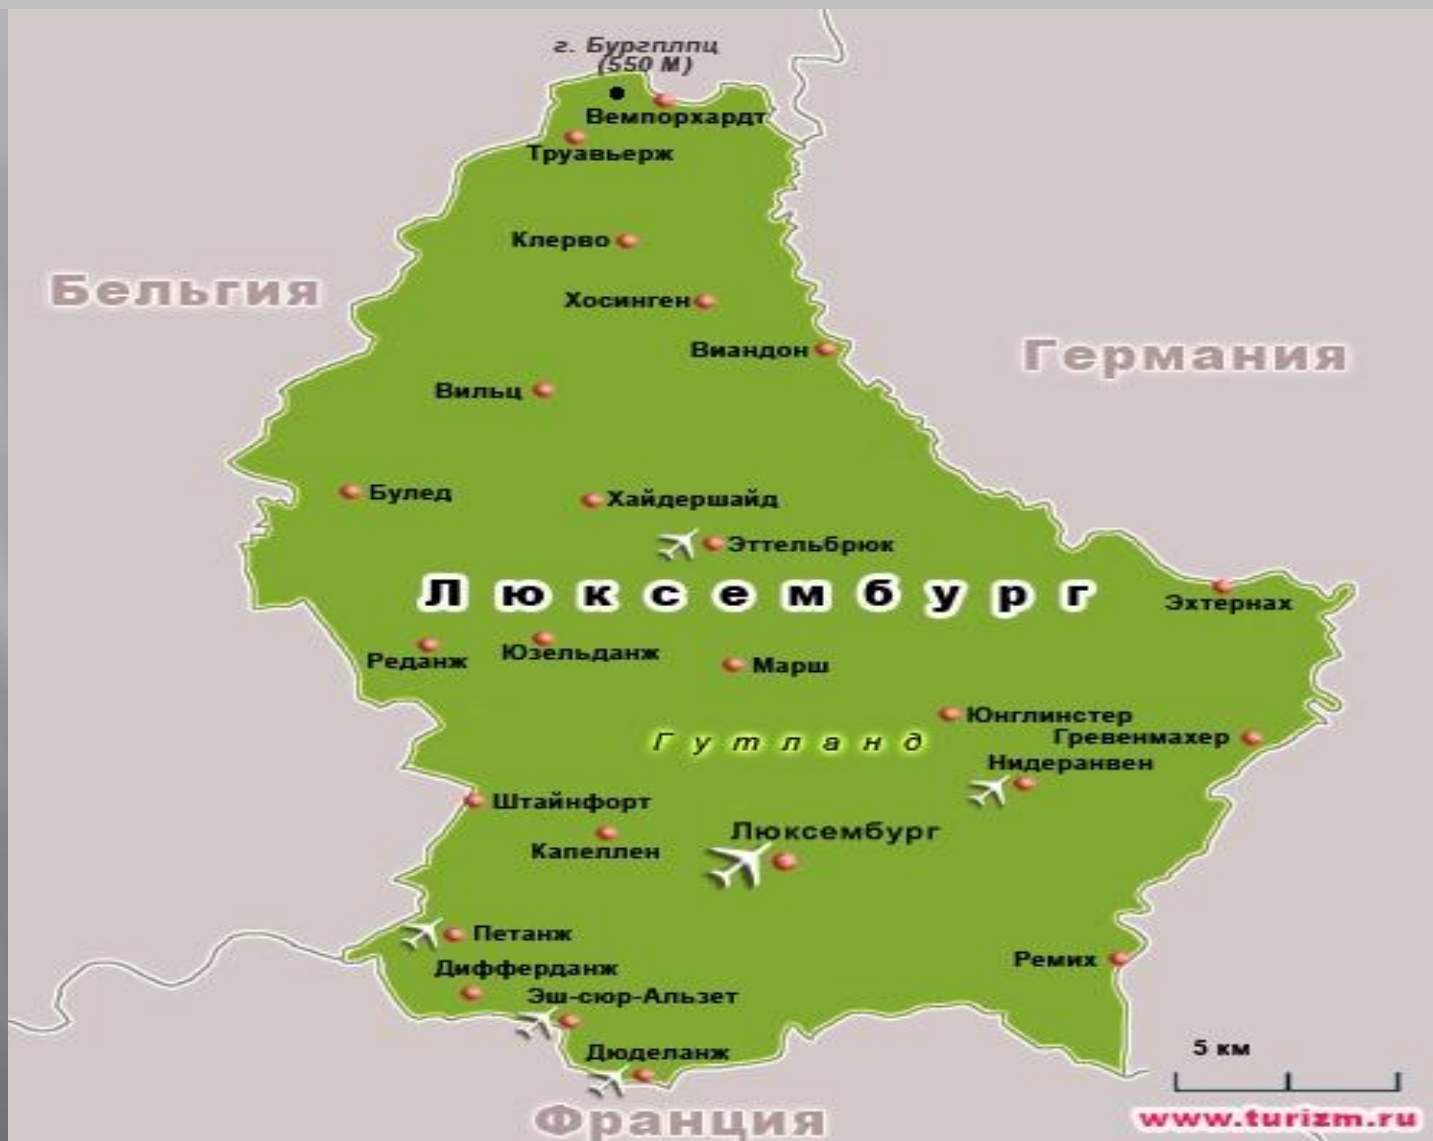 г. Бургплпц
(550 М)
Вемпорхардт
Труавьерж
Клерво
Бельгия
Хосинген
Виандон
Германия
Вильц
Булед
Хайдершайд
Эттельбрюк
Люксембург
Эхтернах
Реданж
Юзельданж
Марш
Юнглинстер
Гутланд
Гревенмахер
Нидеранвен
Штайнфорт
Люксембург
Капеллен
Петанж
Ремих
Дифферданж
Эш-сюр-Альзет
Дюделанж
5 км
Франция
www.turizm.ru